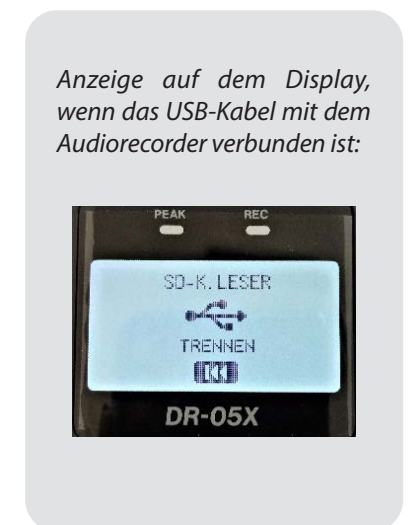 Anzeige auf dem Display,
wenn das USB-Kabel mit dem
Audiorecorder verbunden ist:
PEAK REC
SD-K. LESER
TRENNEN
DR-05X